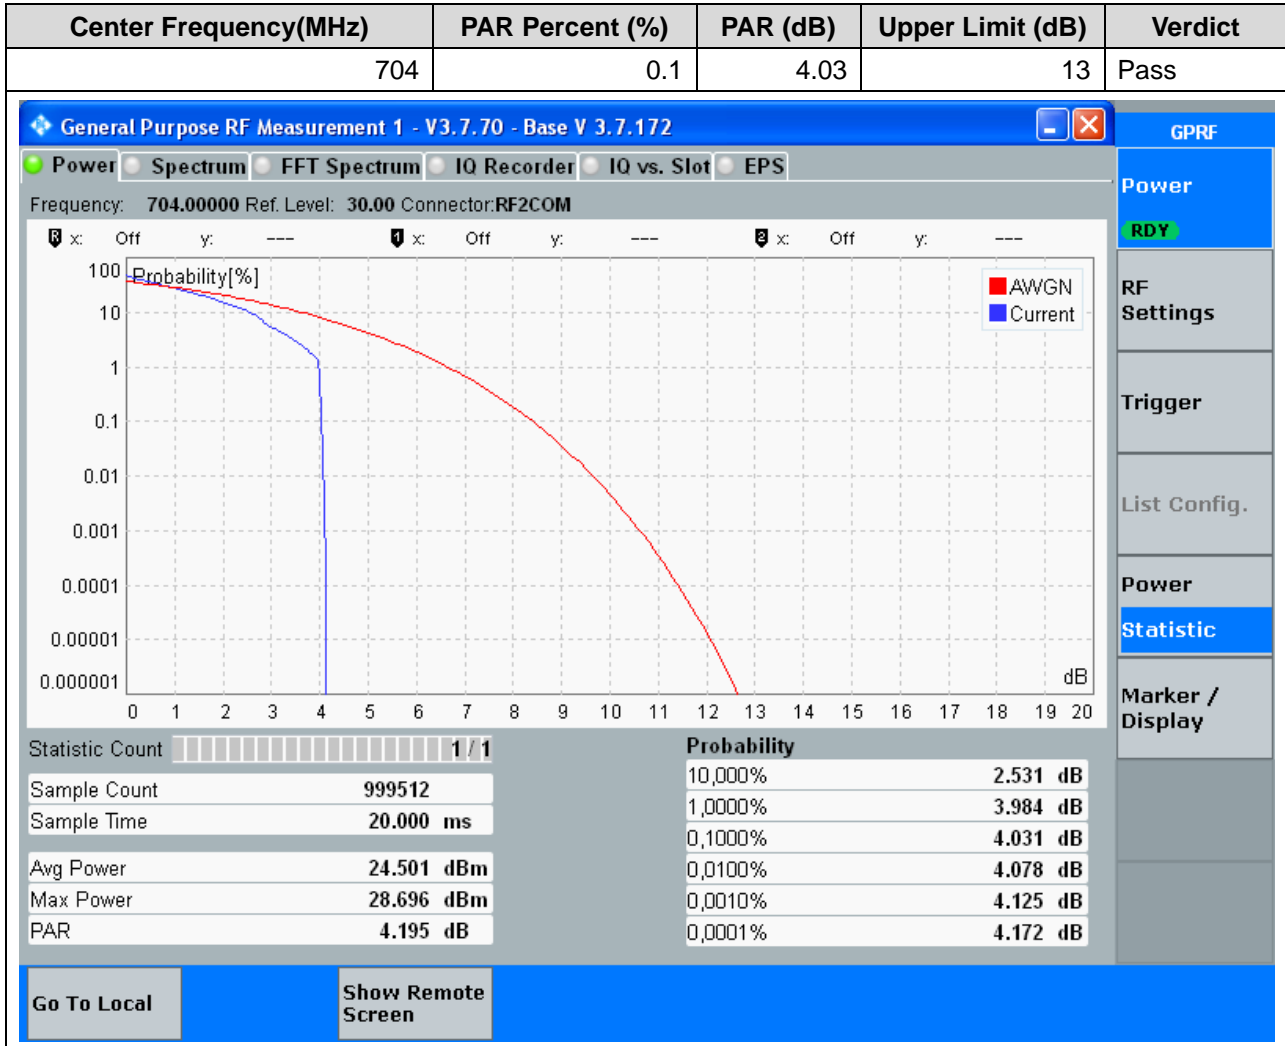 Center Frequency(MHz) PAR Percent (%) PAR (dB) Upper Limit (dB) Verdict
704 0.1 4.03 13 Pass
General Purpose RF Measurement 1 - V3.7.70 - Base V 3.7.172
GPRF
Power Spectrum FFT Spectrum IQ Recorder IQ vs. Slot EPS
Power
RDY
Frequency: 704.00000 Ref. Level: 30.00 Connector:RF2COM
R x: Off y: --- 1 x: Off y: --- 2 x: Off y: ---
Probability[%]
AWGN
Current
100
10
1
0.1
0.01
0.001
0.0001
0.00001
0.000001
dB
0 1 2 3 4 5 6 7 8 9 10 11 12 13 14 15 16 17 18 19 20
RF
Settings
Trigger
List Config.
Power
Statistic
Marker /
Display
Statistic Count 1 / 1
Sample Count 999512
Sample Time 20.000 ms
Avg Power 24.501 dBm
Max Power 28.696 dBm
PAR 4.195 dB
Probability
10,000% 2.531 dB
1,0000% 3.984 dB
0,1000% 4.031 dB
0,0100% 4.078 dB
0,0010% 4.125 dB
0,0001% 4.172 dB
Go To Local
Show Remote
Screen